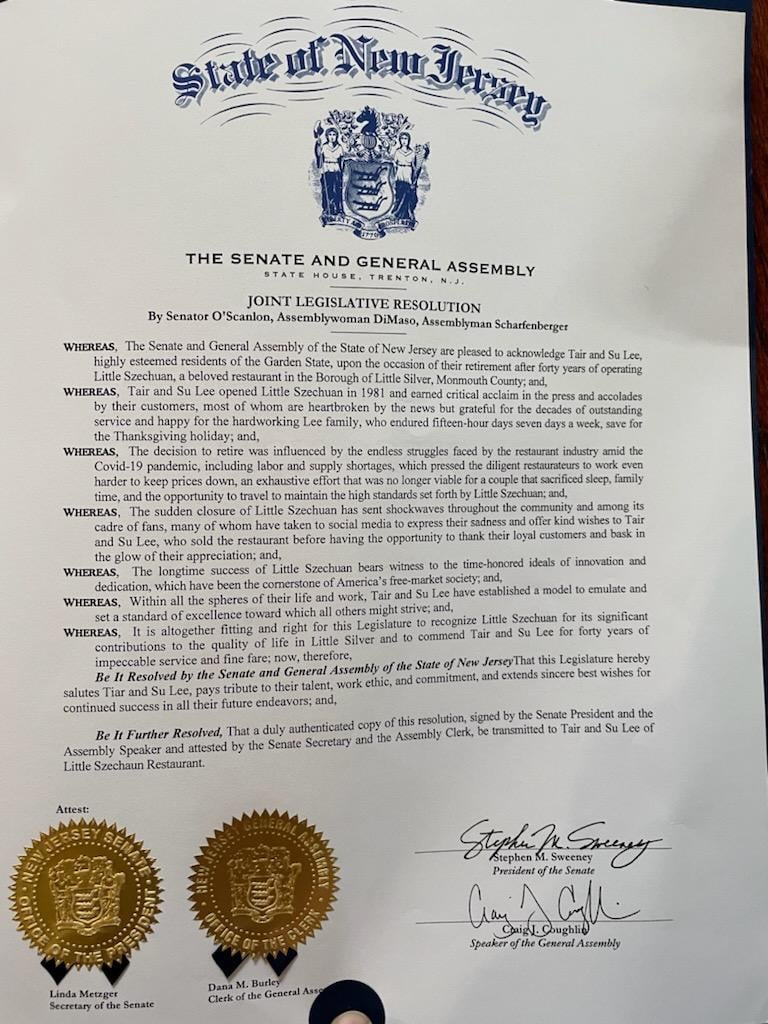 State of New Jersey
LIBERTY AND PROSPERITY
1776
THE SENATE AND GENERAL ASSEMBLY
STATE HOUSE, TRENTON, N.J.
JOINT LEGISLATIVE RESOLUTION
By Senator O'Scanlon, Assemblywoman DiMaso, Assemblyman Scharfenberger
WHEREAS, The Senate and General Assembly of the State of New Jersey are pleased to acknowledge Tair and Su Lee,
highly esteemed residents of the Garden State, upon the occasion of their retirement after forty years of operating
Little Szechuan, a beloved restaurant in the Borough of Little Silver, Monmouth County; and,
WHEREAS, Tair and Su Lee opened Little Szechuan in 1981 and earned critical acclaim in the press and accolades
by their customers, most of whom are heartbroken by the news but grateful for the decades of outstanding
service and happy for the hardworking Lee family, who endured fifteen-hour days seven days a week, save for
the Thanksgiving holiday; and,
WHEREAS, The decision to retire was influenced by the endless struggles faced by the restaurant industry amid the
Covid-19 pandemic, including labor and supply shortages, which pressed the diligent restaurateurs to work even
harder to keep prices down, an exhaustive effort that was no longer viable for a couple that sacrificed sleep, family
time, and the opportunity to travel to maintain the high standards set forth by Little Szechuan; and,
WHEREAS, The sudden closure of Little Szechuan has sent shockwaves throughout the community and among its
cadre of fans, many of whom have taken to social media to express their sadness and offer kind wishes to Tair
and Su Lee, who sold the restaurant before having the opportunity to thank their loyal customers and bask in
the glow of their appreciation; and,
WHEREAS, The longtime success of Little Szechuan bears witness to the time-honored ideals of innovation and
dedication, which have been the cornerstone of America's free-market society; and,
WHEREAS, Within all the spheres of their life and work, Tair and Su Lee have established a model to emulate and
set a standard of excellence toward which all others might strive; and,
WHEREAS, It is altogether fitting and right for this Legislature to recognize Little Szechuan for its significant
contributions to the quality of life in Little Silver and to commend Tair and Su Lee for forty years of
impeccable service and fine fare; now, therefore,
Be It Resolved by the Senate and General Assembly of the State of New JerseyThat this Legislature hereby
salutes Tiar and Su Lee, pays tribute to their talent, work ethic, and commitment, and extends sincere best wishes for
continued success in all their future endeavors; and,
Be It Further Resolved, That a duly authenticated copy of this resolution, signed by the Senate President and the
Assembly Speaker and attested by the Senate Secretary and the Assembly Clerk, be transmitted to Tair and Su Lee of
Little Szechaun Restaurant.
Attest:
NEW JERSEY SENATE
OFFICE OF THE PRESIDENT
NEW JERSEY GENERAL ASSEMBLY
OFFICE OF THE CLERK
Stephen M. Sweeney
Stephen M. Sweeney
President of the Senate
Craig J. Coughlin
Craig J. Coughlin
Speaker of the General Assembly
Linda Metzger
Secretary of the Senate
Dana M. Burley
Clerk of the General Asse